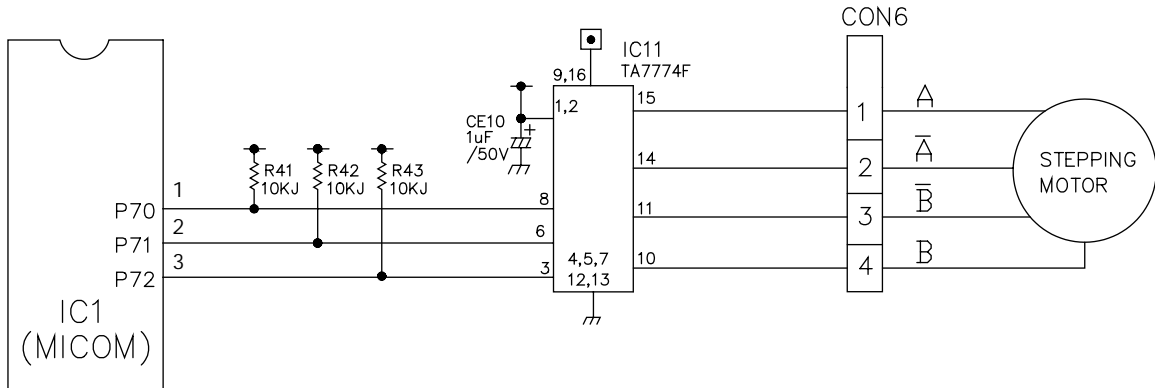 CON6
IC11
TA7774F
9,16
1,2
15
CE10
1uF
/50V
+
1
A
14
2
Ā
STEPPING
MOTOR
R41
10KJ
R42
10KJ
R43
10KJ
1
P70
8
11
3
B̄
2
P71
6
3
P72
3
4,5,7
12,13
10
4
B
IC1
(MICOM)